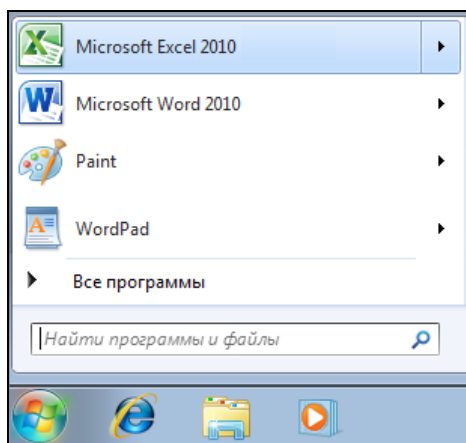 Microsoft Excel 2010
Microsoft Word 2010
Paint
WordPad
Все программы
Найти программы и файлы